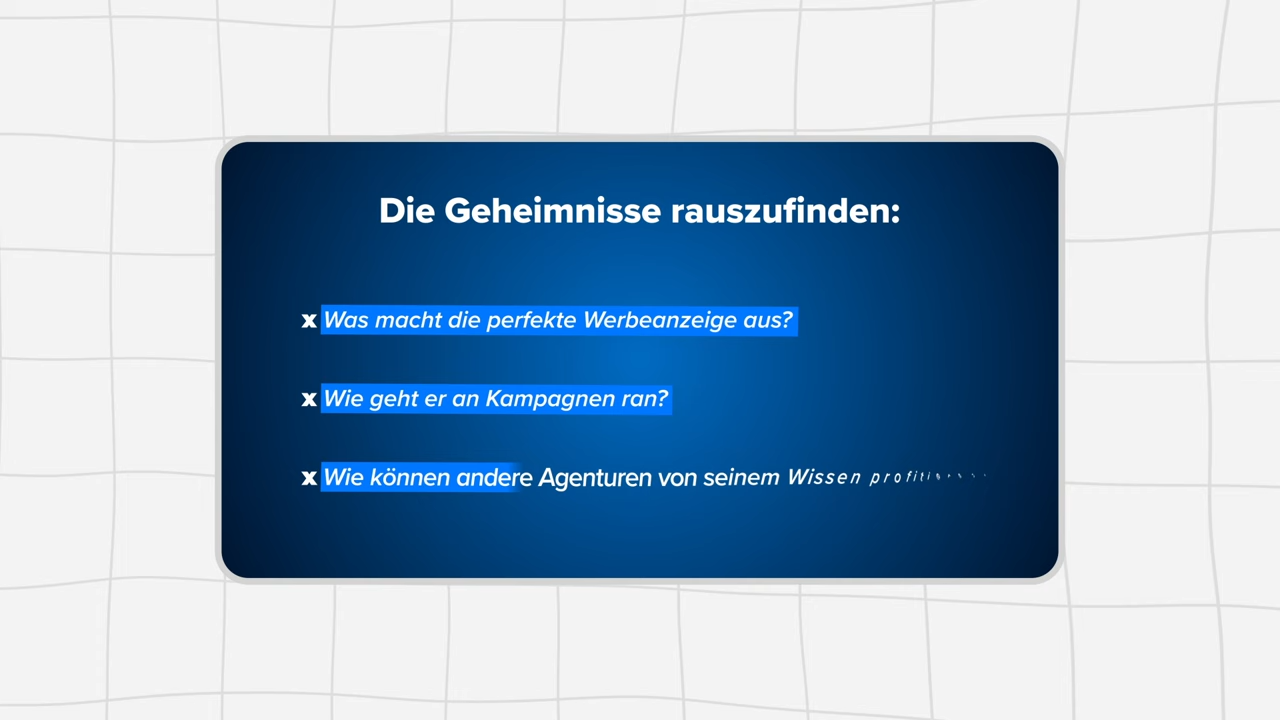 Die Geheimnisse rauszufinden:
x Was macht die perfekte Werbeanzeige aus?
x Wie geht er an Kampagnen ran?
x Wie können andere Agenturen von seinem Wissen